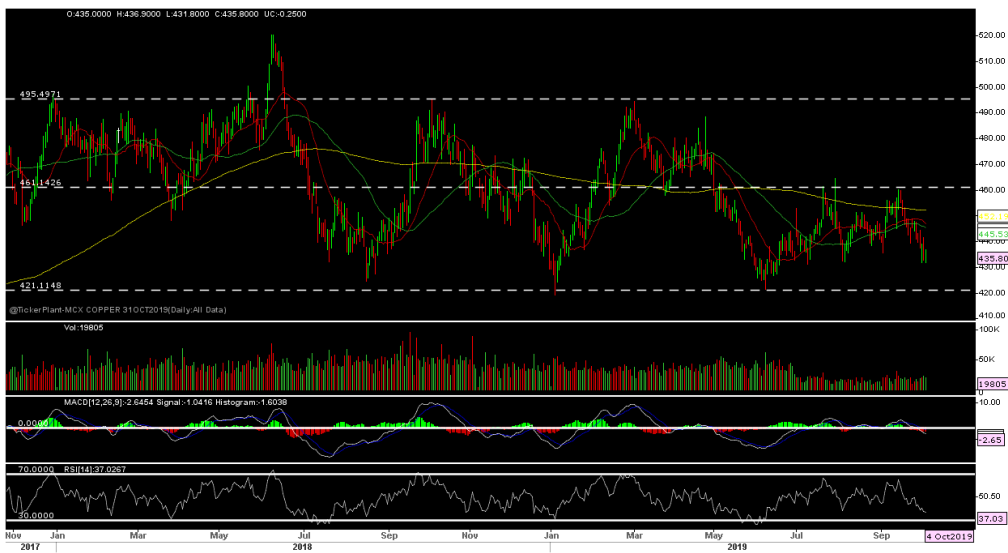 O:435.0000 H:436.9000 L:431.8000 C:435.8000 UC:-0.2500
520.00
510.00
495.4971
500.00
490.00
480.00
470.00
461.1426
460.00
445.53
440.00
435.80
430.00
421.1148
420.00
@TickerPlant-MCX COPPER 31OCT2019(Daily:All Data)
410.00
Vol:19805
100K
50K
19805
0
MACD[12,26,9]:-2.6454 Signal:-1.0416 Histogram:-1.6038
10.00
0.0000
-2.65
70.0000 RSI[14]:37.0267
50.50
30.0000
37.03
Nov Jan Mar May Jul Sep Nov Jan Mar May Jul Sep 4 Oct2019
2017 2018 2019